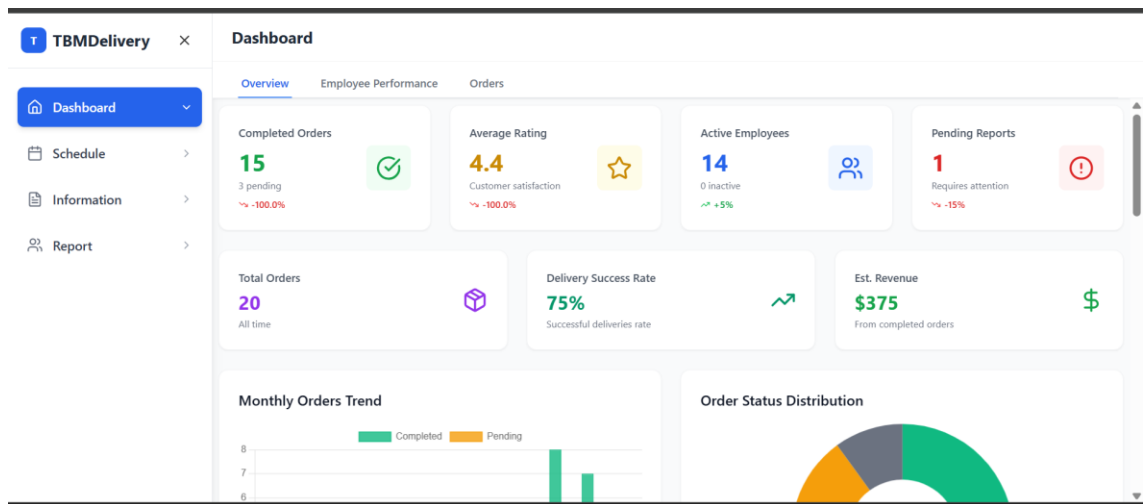 T TBMDelivery
Dashboard
Dashboard
Schedule
Information
Report
Overview Employee Performance Orders
Completed Orders
15
3 pending
-100.0%
Average Rating
4.4
Customer satisfaction
-100.0%
Active Employees
14
0 inactive
+5%
Pending Reports
1
Requires attention
-15%
Total Orders
20
All time
Delivery Success Rate
75%
Successful deliveries rate
Est. Revenue
$375
From completed orders
Monthly Orders Trend
Completed Pending
8
7
6
Order Status Distribution